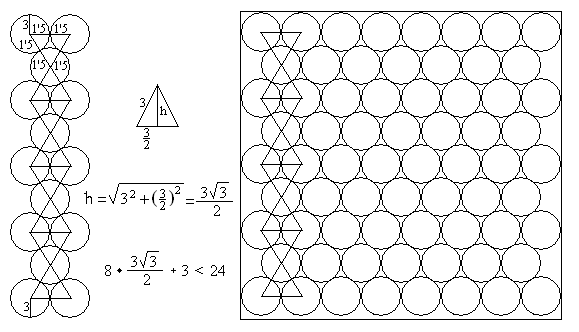 3 1'5 1'5
1'5
1'5 1'5
3 h
3/2
h = √(3² + (3/2)²) = 3√3/2
8 • 3√3/2 + 3 < 24
3